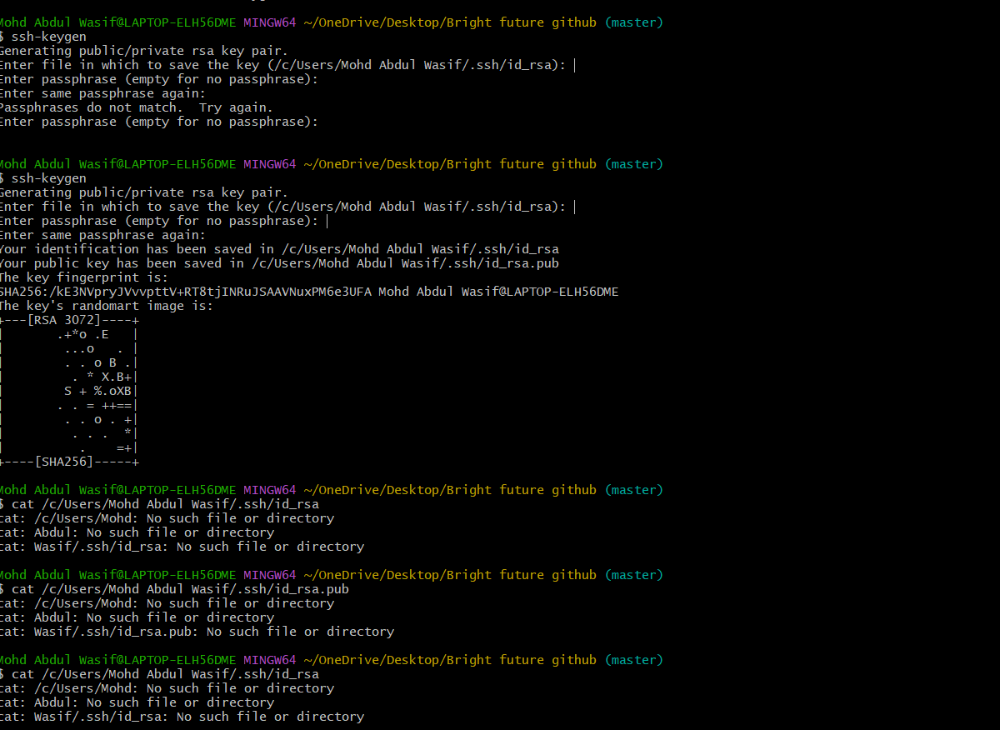 Mohd Abdul Wasif@LAPTOP-ELH56DME MINGW64 ~/OneDrive/Desktop/Bright future github (master)
$ ssh-keygen
Generating public/private rsa key pair.
Enter file in which to save the key (/c/Users/Mohd Abdul Wasif/.ssh/id_rsa):
Enter passphrase (empty for no passphrase):
Enter same passphrase again:
Passphrases do not match.  Try again.
Enter passphrase (empty for no passphrase):
Mohd Abdul Wasif@LAPTOP-ELH56DME MINGW64 ~/OneDrive/Desktop/Bright future github (master)
$ ssh-keygen
Generating public/private rsa key pair.
Enter file in which to save the key (/c/Users/Mohd Abdul Wasif/.ssh/id_rsa):
Enter passphrase (empty for no passphrase):
Enter same passphrase again:
Your identification has been saved in /c/Users/Mohd Abdul Wasif/.ssh/id_rsa
Your public key has been saved in /c/Users/Mohd Abdul Wasif/.ssh/id_rsa.pub
The key fingerprint is:
SHA256:/kE3NVpryJVvvpttV+RT8tjINRuJSAAVNuxPM6e3UFA Mohd Abdul Wasif@LAPTOP-ELH56DME
The key's randomart image is:
+---[RSA 3072]----+
|       .+*o .E   |
|        ...o   . |
|        . . o B .|
|         . * X.B+|
|        S + %.oXB|
|       . . = ++==|
|        . . o . +|
|         . . .  *|
|          .    =+|
+----[SHA256]-----+
Mohd Abdul Wasif@LAPTOP-ELH56DME MINGW64 ~/OneDrive/Desktop/Bright future github (master)
$ cat /c/Users/Mohd Abdul Wasif/.ssh/id_rsa
cat: /c/Users/Mohd: No such file or directory
cat: Abdul: No such file or directory
cat: Wasif/.ssh/id_rsa: No such file or directory
Mohd Abdul Wasif@LAPTOP-ELH56DME MINGW64 ~/OneDrive/Desktop/Bright future github (master)
$ cat /c/Users/Mohd Abdul Wasif/.ssh/id_rsa.pub
cat: /c/Users/Mohd: No such file or directory
cat: Abdul: No such file or directory
cat: Wasif/.ssh/id_rsa.pub: No such file or directory
Mohd Abdul Wasif@LAPTOP-ELH56DME MINGW64 ~/OneDrive/Desktop/Bright future github (master)
$ cat /c/Users/Mohd Abdul Wasif/.ssh/id_rsa
cat: /c/Users/Mohd: No such file or directory
cat: Abdul: No such file or directory
cat: Wasif/.ssh/id_rsa: No such file or directory